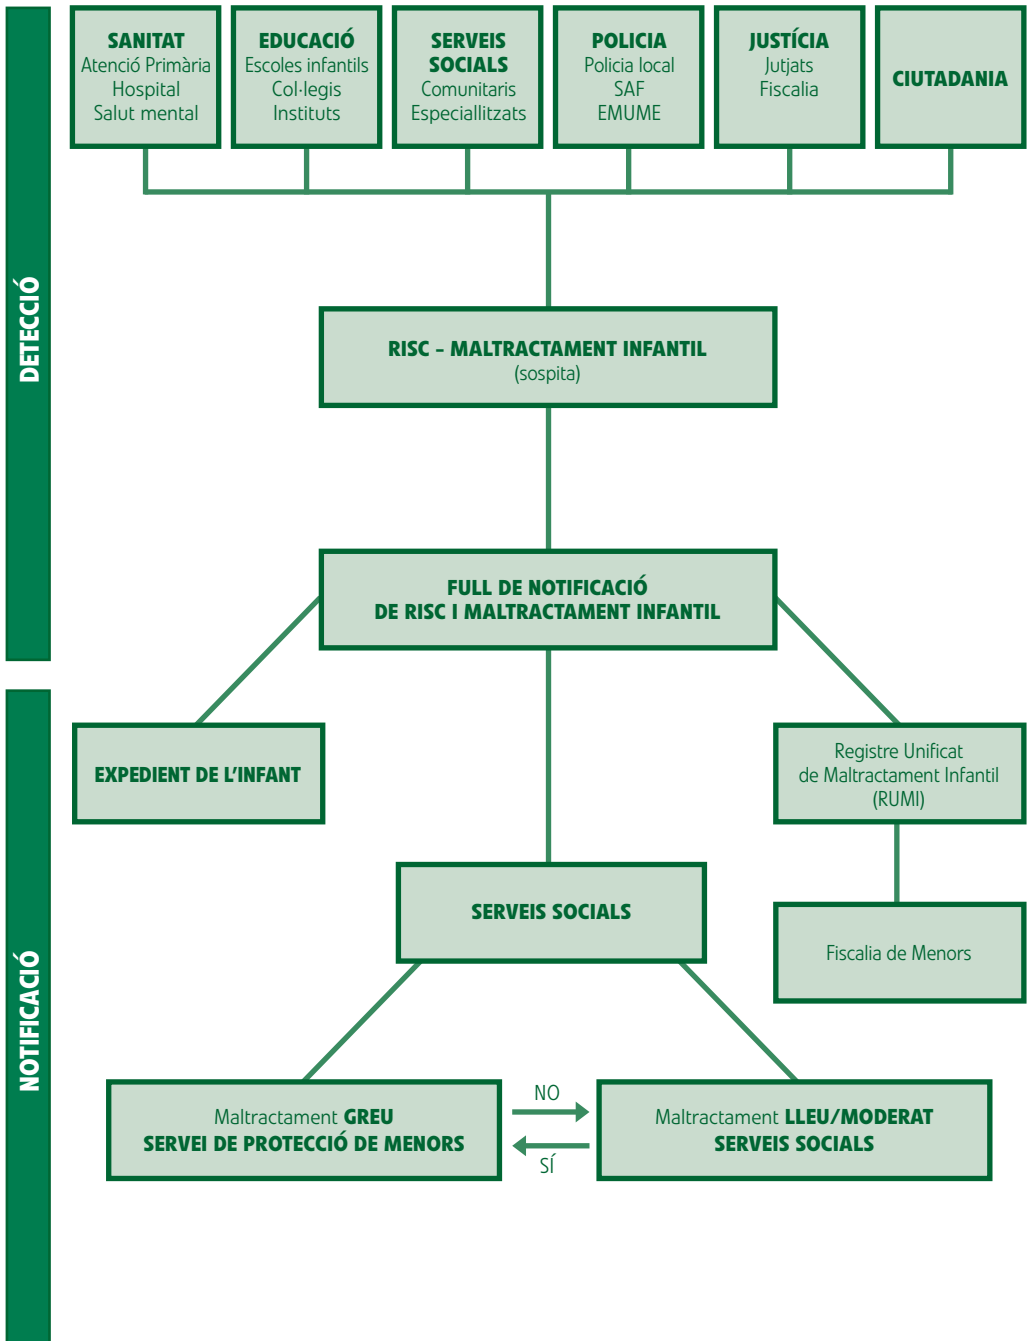 DETECCIÓ
SANITAT
Atenció Primària
Hospital
Salut mental
EDUCACIÓ
Escoles infantils
Col·legis
Instituts
SERVEIS
SOCIALS
Comunitaris
Especiallitzats
POLICIA
Policia local
SAF
EMUME
JUSTÍCIA
Jutjats
Fiscalia
CIUTADANIA
RISC – MALTRACTAMENT INFANTIL
(sospita)
FULL DE NOTIFICACIÓ
DE RISC I MALTRACTAMENT INFANTIL
NOTIFICACIÓ
EXPEDIENT DE L'INFANT
Registre Unificat
de Maltractament Infantil
(RUMI)
SERVEIS SOCIALS
Fiscalia de Menors
Maltractament GREU
SERVEI DE PROTECCIÓ DE MENORS
NO
SÍ
Maltractament LLEU/MODERAT
SERVEIS SOCIALS